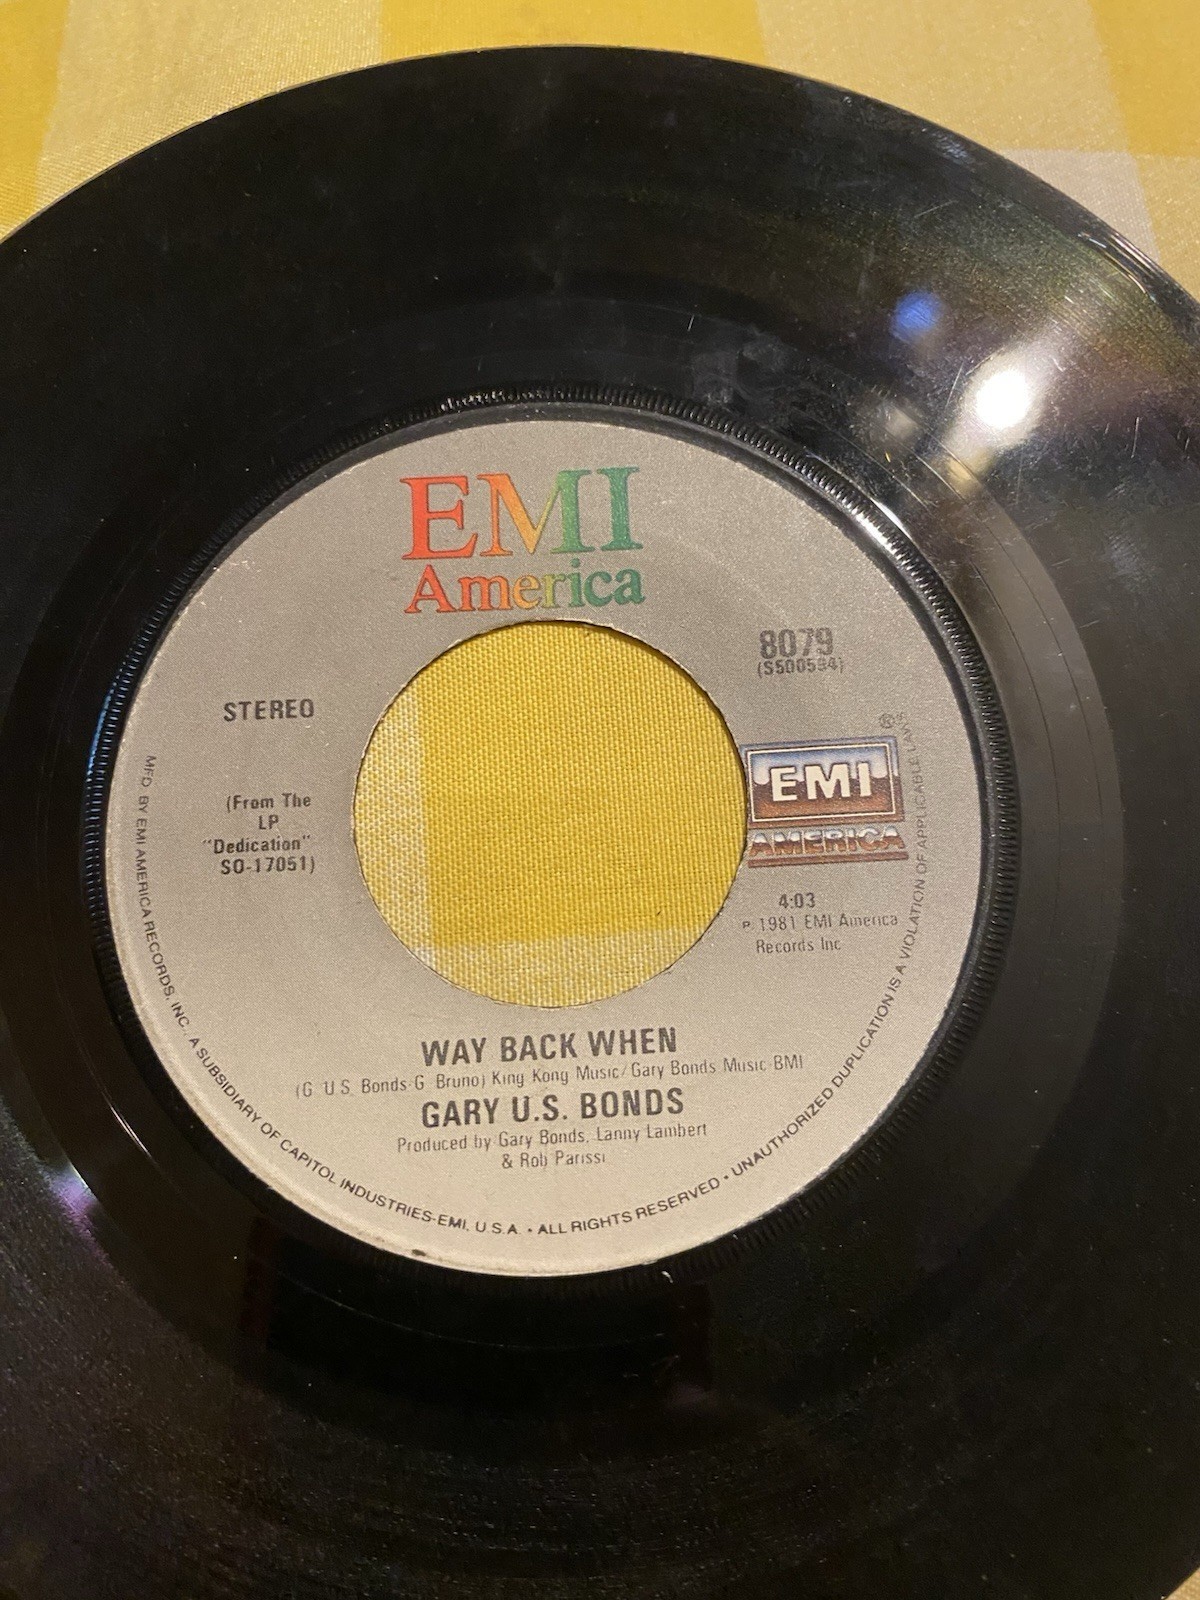 EMI
America
8079
(S500594)
STEREO
EMI
AMERICA
®
(From The
LP
"Dedication"
SO-17051)
4:03
℗ 1981 EMI America
Records Inc
WAY BACK WHEN
(G U.S. Bonds-G Bruno) King Kong Music/Gary Bonds Music-BMI
GARY U.S. BONDS
Produced by Gary Bonds, Lanny Lambert
& Rob Parissi
MFD. BY EMI AMERICA RECORDS, INC., A SUBSIDIARY OF CAPITOL INDUSTRIES-EMI, U.S.A. • ALL RIGHTS RESERVED • UNAUTHORIZED DUPLICATION IS A VIOLATION OF APPLICABLE LAWS